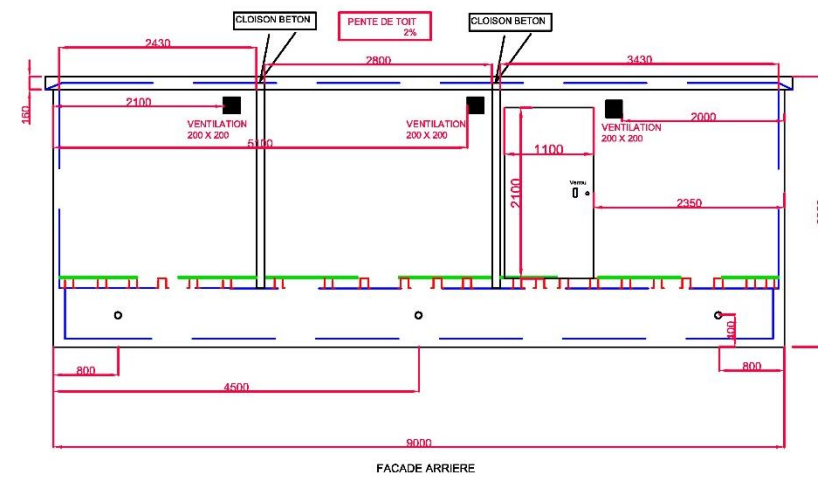 CLOISON BETON
PENTE DE TOIT
2%
CLOISON BETON
2430
2800
3430
160
2100
VENTILATION
200 X 200
5100
VENTILATION
200 X 200
VENTILATION
200 X 200
2000
1100
2100
Verrou
2350
400
800
4500
800
9000
FACADE ARRIERE